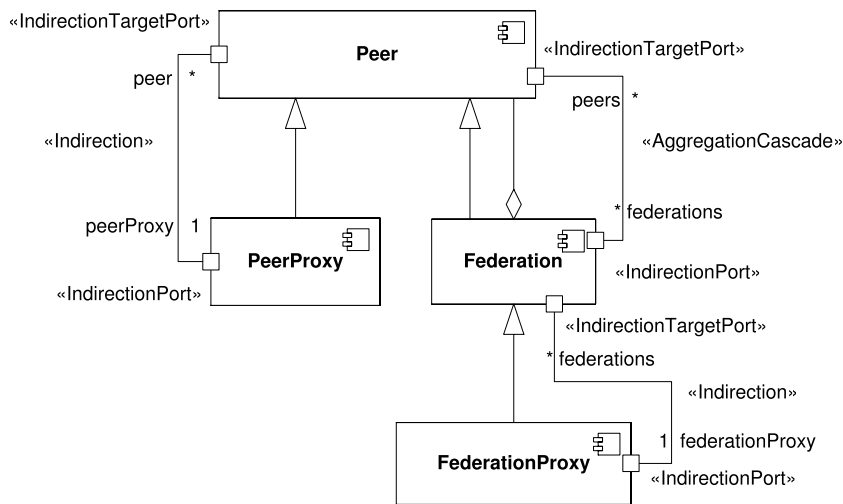 «IndirectionTargetPort»
Peer
«IndirectionTargetPort»
peer *
peers *
«Indirection»
«AggregationCascade»
peerProxy 1
* federations
PeerProxy
Federation
«IndirectionPort»
«IndirectionPort»
«IndirectionTargetPort»
* federations
«Indirection»
1 federationProxy
FederationProxy
«IndirectionPort»